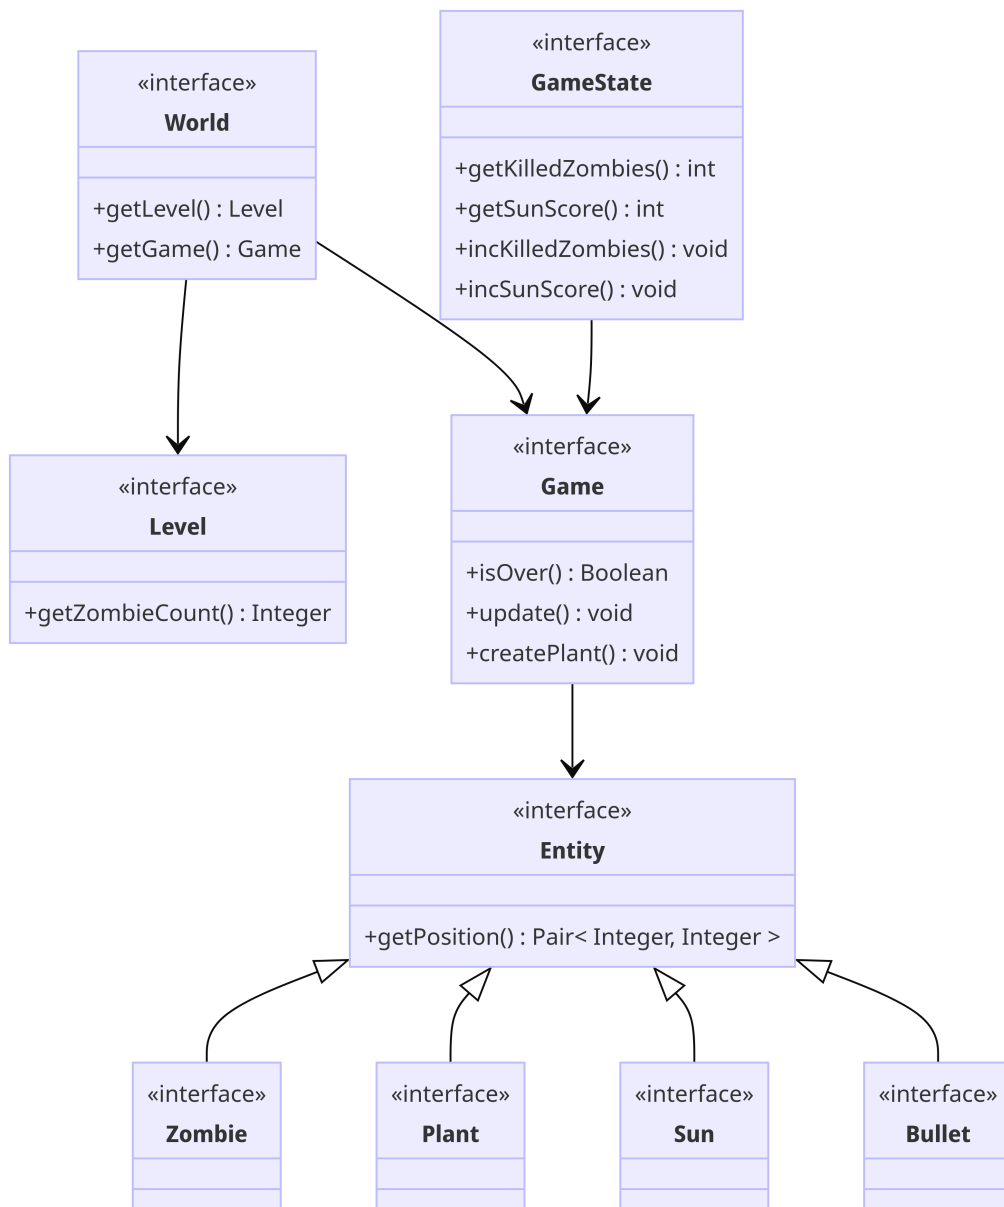 «interface»
World
+getLevel() : Level
+getGame() : Game
«interface»
GameState
+getKilledZombies() : int
+getSunScore() : int
+incKilledZombies() : void
+incSunScore() : void
«interface»
Level
+getZombieCount() : Integer
«interface»
Game
+isOver() : Boolean
+update() : void
+createPlant() : void
«interface»
Entity
+getPosition() : Pair< Integer, Integer >
«interface»
Zombie
«interface»
Plant
«interface»
Sun
«interface»
Bullet